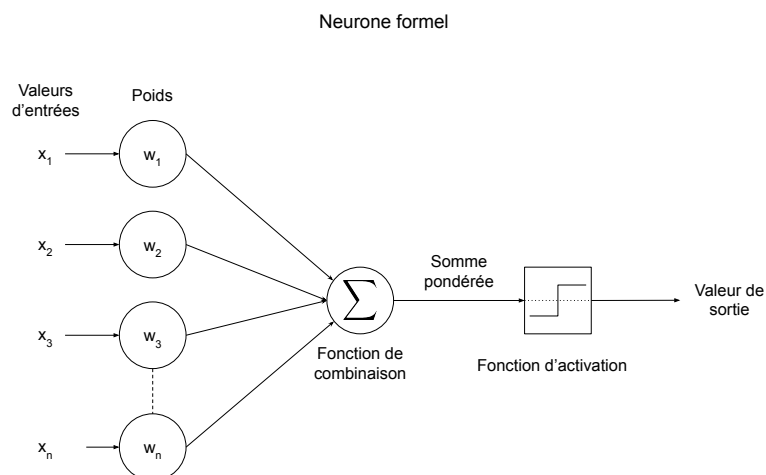 Neurone formel
Valeurs
d'entrées
Poids
x1
w1
x2
w2
x3
w3
xn
wn
Σ
Fonction de
combinaison
Somme
pondérée
Fonction d'activation
Valeur de
sortie